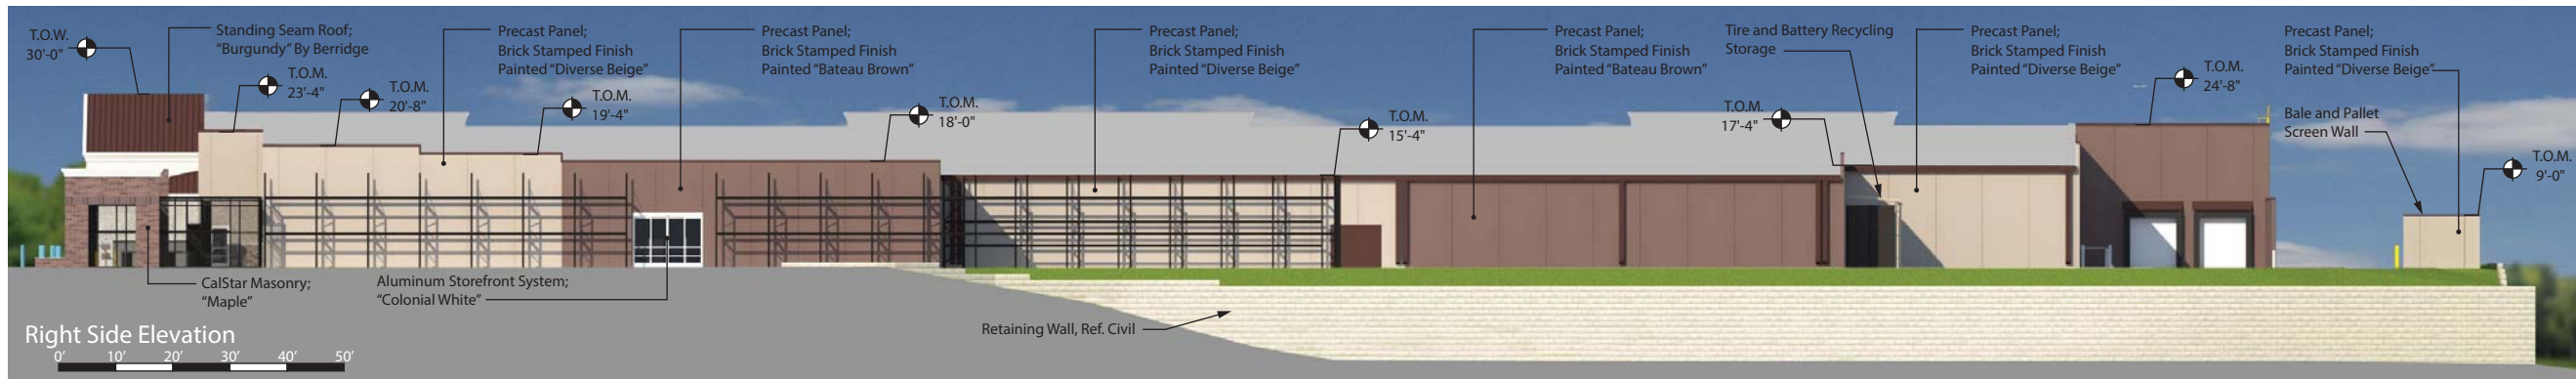 T.O.W.
30'-0"
Standing Seam Roof;
“Burgundy” By Berridge
T.O.M.
23'-4"
T.O.M.
20'-8"
Precast Panel;
Brick Stamped Finish
Painted “Diverse Beige”
T.O.M.
19'-4"
Precast Panel;
Brick Stamped Finish
Painted “Bateau Brown”
T.O.M.
18'-0"
Precast Panel;
Brick Stamped Finish
Painted “Diverse Beige”
T.O.M.
15'-4"
Precast Panel;
Brick Stamped Finish
Painted “Bateau Brown”
Tire and Battery Recycling
Storage
T.O.M.
17'-4"
Precast Panel;
Brick Stamped Finish
Painted “Diverse Beige”
T.O.M.
24'-8"
Precast Panel;
Brick Stamped Finish
Painted “Diverse Beige”
Bale and Pallet
Screen Wall
T.O.M.
9'-0"
CalStar Masonry;
“Maple”
Aluminum Storefront System;
“Colonial White”
Retaining Wall, Ref. Civil
Right Side Elevation
0' 10' 20' 30' 40' 50'